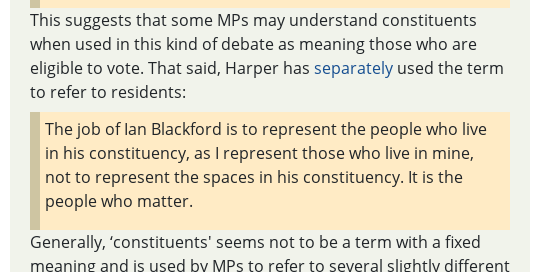 This suggests that some MPs may understand constituents
when used in this kind of debate as meaning those who are
eligible to vote. That said, Harper has separately used the term
to refer to residents:
The job of Ian Blackford is to represent the people who live
in his constituency, as I represent those who live in mine,
not to represent the spaces in his constituency. It is the
people who matter.
Generally, ‘constituents' seems not to be a term with a fixed
meaning and is used by MPs to refer to several slightly different